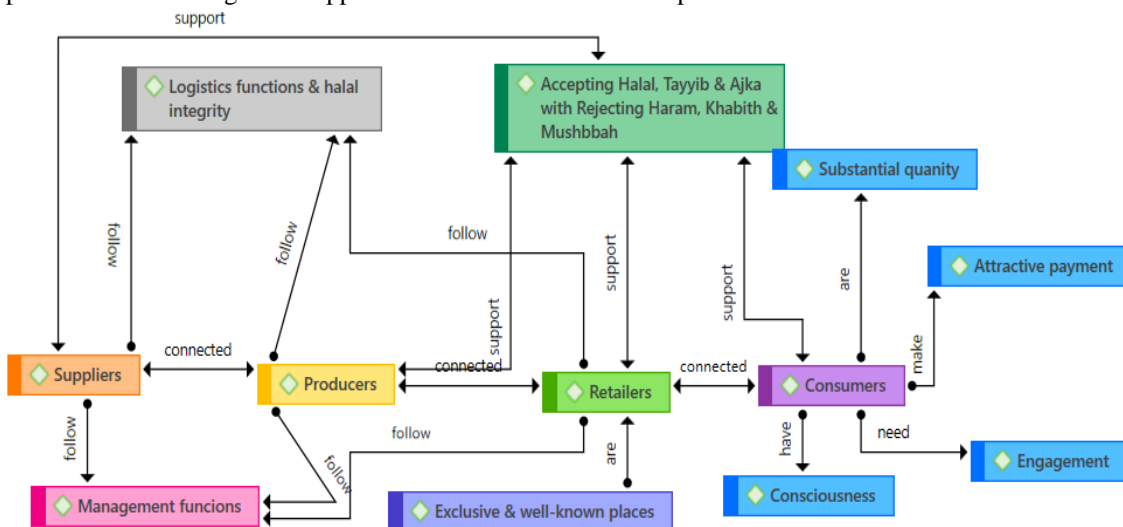 support
Logistics functions & halal
integrity
Accepting Halal, Tayyib & Ajka
with Rejecting Haram, Khabith &
Mushbbah
Substantial quanity
follow
follow
follow
support
support
support
are
Attractive payment
make
connected
connected
connected
Suppliers
Producers
Retailers
Consumers
follow
follow
follow
are
have
need
Engagement
Management funcions
Exclusive & well-known places
Consciousness